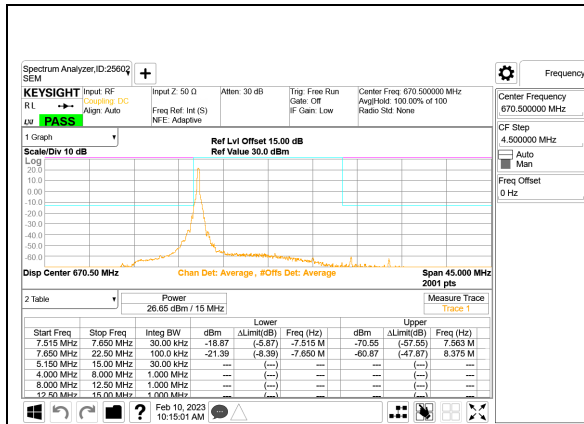 Spectrum Analyzer,ID:25602
SEM
+
Frequency
KEYSIGHT Input: RF Input Z: 50 Ω Atten: 30 dB Trig: Free Run Center Freq: 670.500000 MHz
RL Coupling: DC Gate: Off Avg|Hold: 100.00% of 100
Align: Auto Freq Ref: Int (S) IF Gain: Low Radio Std: None
NFE: Adaptive
LXI PASS
Center Frequency
670.500000 MHz
CF Step
4.500000 MHz
Auto
Man
Freq Offset
0 Hz
1 Graph
Ref Lvl Offset 15.00 dB
Scale/Div 10 dB Ref Value 30.0 dBm
Log
20.0
10.0
0.00
-10.0
-20.0
-30.0
-40.0
-50.0
-60.0
Disp Center 670.50 MHz Chan Det: Average, #Offs Det: Average Span 45.000 MHz
2001 pts
2 Table Power Measure Trace
26.65 dBm / 15 MHz Trace 1
Lower Upper
Start Freq Stop Freq Integ BW dBm ΔLimit(dB) Freq (Hz) dBm ΔLimit(dB) Freq (Hz)
7.515 MHz 7.650 MHz 30.00 kHz -18.87 (-5.87) -7.515 M -70.55 (-57.55) 7.563 M
7.650 MHz 22.50 MHz 100.0 kHz -21.39 (-8.39) -7.650 M -60.87 (-47.87) 8.375 M
5.150 MHz 15.00 MHz 30.00 kHz --- (---) --- --- (---) ---
4.000 MHz 8.000 MHz 1.000 MHz --- (---) --- --- (---) ---
8.000 MHz 12.50 MHz 1.000 MHz --- (---) --- --- (---) ---
12.50 MHz 15.00 MHz 1.000 MHz --- (---) --- --- (---) ---
? Feb 10, 2023
10:15:01 AM